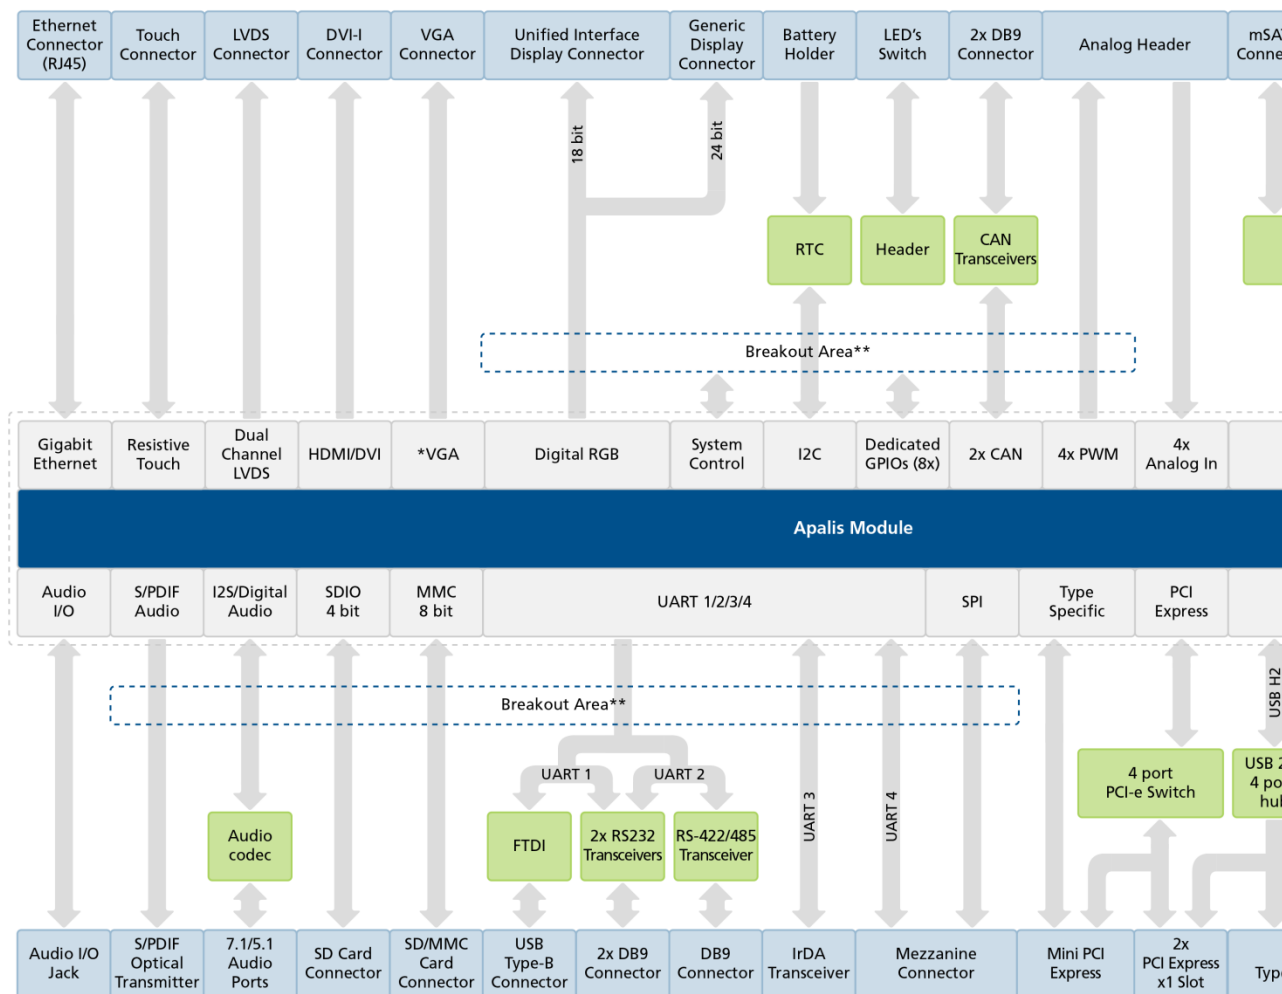 Ethernet
Connector
(RJ45)
Touch
Connector
LVDS
Connector
DVI-I
Connector
VGA
Connector
Unified Interface
Display Connector
Generic
Display
Connector
Battery
Holder
LED's
Switch
2x DB9
Connector
Analog Header
18 bit
24 bit
RTC
Header
CAN
Transceivers
Breakout Area**
Gigabit
Ethernet
Resistive
Touch
Dual
Channel
LVDS
HDMI/DVI
*VGA
Digital RGB
System
Control
I2C
Dedicated
GPIOs (8x)
2x CAN
4x PWM
4x
Analog In
Apalis Module
Audio
I/O
S/PDIF
Audio
I2S/Digital
Audio
SDIO
4 bit
MMC
8 bit
UART 1/2/3/4
SPI
Type
Specific
PCI
Express
Breakout Area**
USB H2
UART 1
UART 2
UART 3
UART 4
4 port
PCI-e Switch
USB
4
Audio
codec
FTDI
2x RS232
Transceivers
RS-422/485
Transceiver
Audio I/O
Jack
S/PDIF
Optical
Transmitter
7.1/5.1
Audio
Ports
SD Card
Connector
SD/MMC
Card
Connector
USB
Type-B
Connector
2x DB9
Connector
DB9
Connector
IrDA
Transceiver
Mezzanine
Connector
Mini PCI
Express
2x
PCI Express
x1 Slot